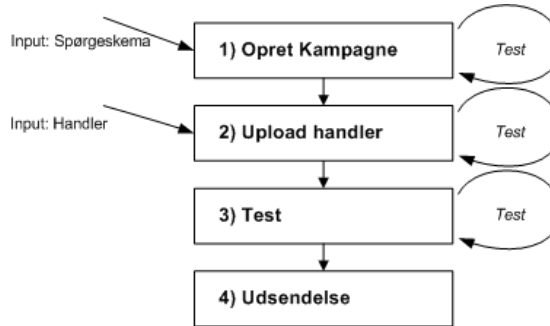 Input: Spørgeskema
1) Opret Kampagne
Test
Input: Handler
2) Upload handler
Test
3) Test
Test
4) Udsendelse